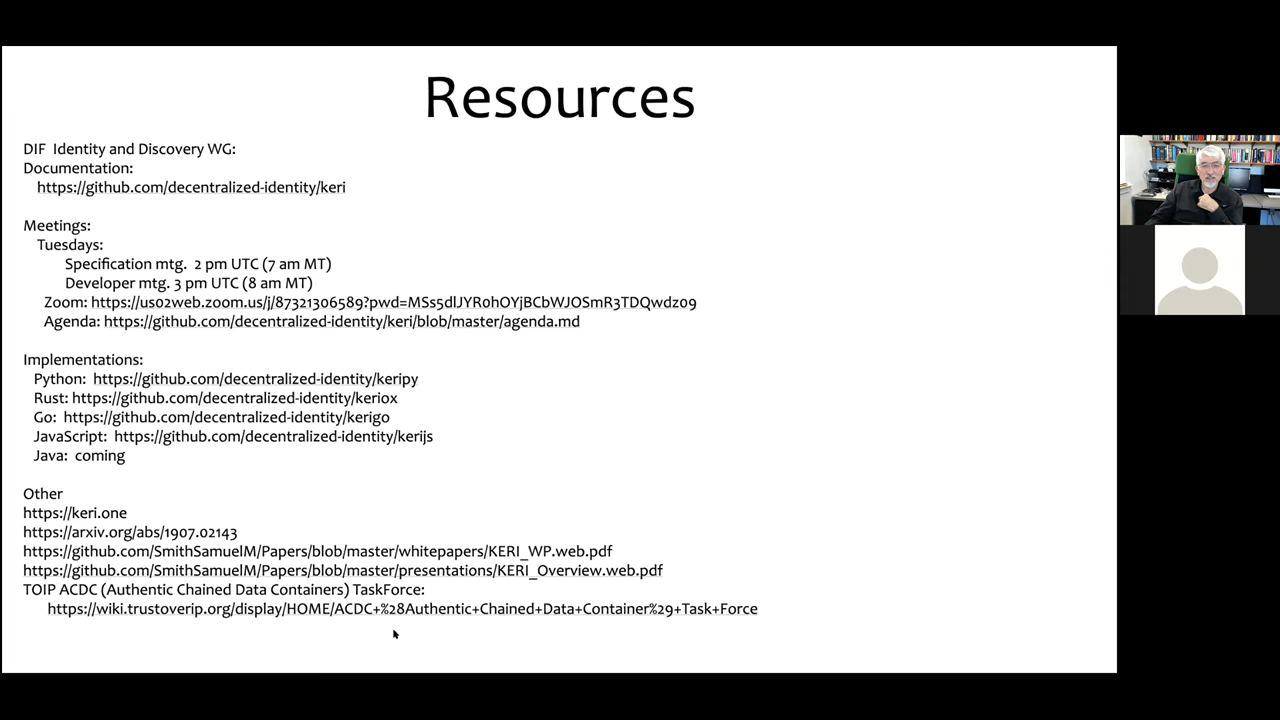 Resources
DIF Identity and Discovery WG:
Documentation:
https://github.com/decentralized-identity/keri
Meetings:
Tuesdays:
Specification mtg. 2 pm UTC (7 am MT)
Developer mtg. 3 pm UTC (8 am MT)
Zoom: https://us02web.zoom.us/j/87321306589?pwd=MSs5dlJYR0hOYjBCbWJOSmR3TDQwdz09
Agenda: https://github.com/decentralized-identity/keri/blob/master/agenda.md
Implementations:
Python: https://github.com/decentralized-identity/keripy
Rust: https://github.com/decentralized-identity/keriox
Go: https://github.com/decentralized-identity/kerigo
JavaScript: https://github.com/decentralized-identity/kerijs
Java: coming
Other
https://keri.one
https://arxiv.org/abs/1907.02143
https://github.com/SmithSamuelM/Papers/blob/master/whitepapers/KERI_WP.web.pdf
https://github.com/SmithSamuelM/Papers/blob/master/presentations/KERI_Overview.web.pdf
TOIP ACDC (Authentic Chained Data Containers) TaskForce:
https://wiki.trustoverip.org/display/HOME/ACDC+%28Authentic+Chained+Data+Container%29+Task+Force